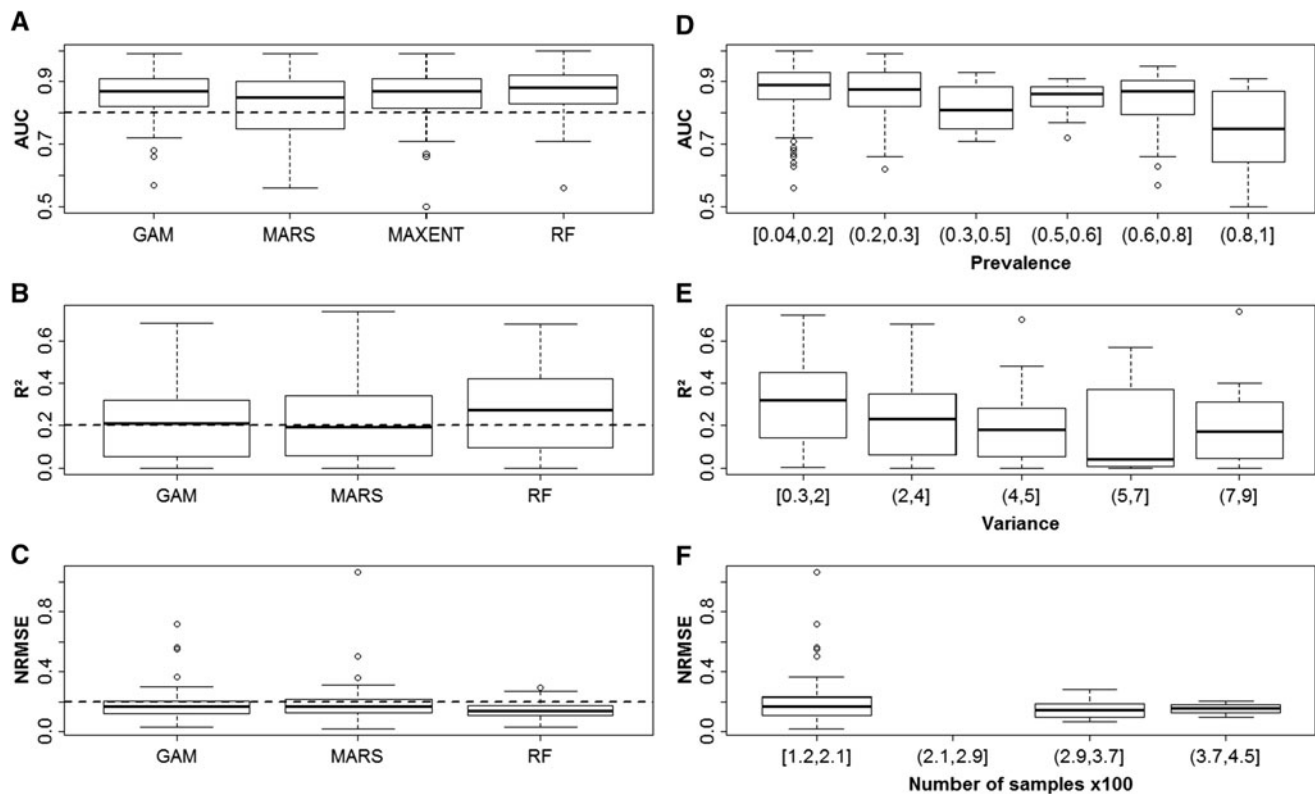 A
AUC
0.5 0.7 0.9
GAM MARS MAXENT RF
B
R²
0.0 0.2 0.4 0.6
GAM MARS RF
C
NRMSE
0.0 0.4 0.8
GAM MARS RF
D
AUC
0.5 0.7 0.9
[0.04,0.2] (0.2,0.3] (0.3,0.5] (0.5,0.6] (0.6,0.8] (0.8,1]
Prevalence
E
R²
0.0 0.2 0.4 0.6
[0.3,2] (2,4] (4,5] (5,7] (7,9]
Variance
F
NRMSE
0.0 0.4 0.8
[1.2,2.1] (2.1,2.9] (2.9,3.7] (3.7,4.5]
Number of samples x100